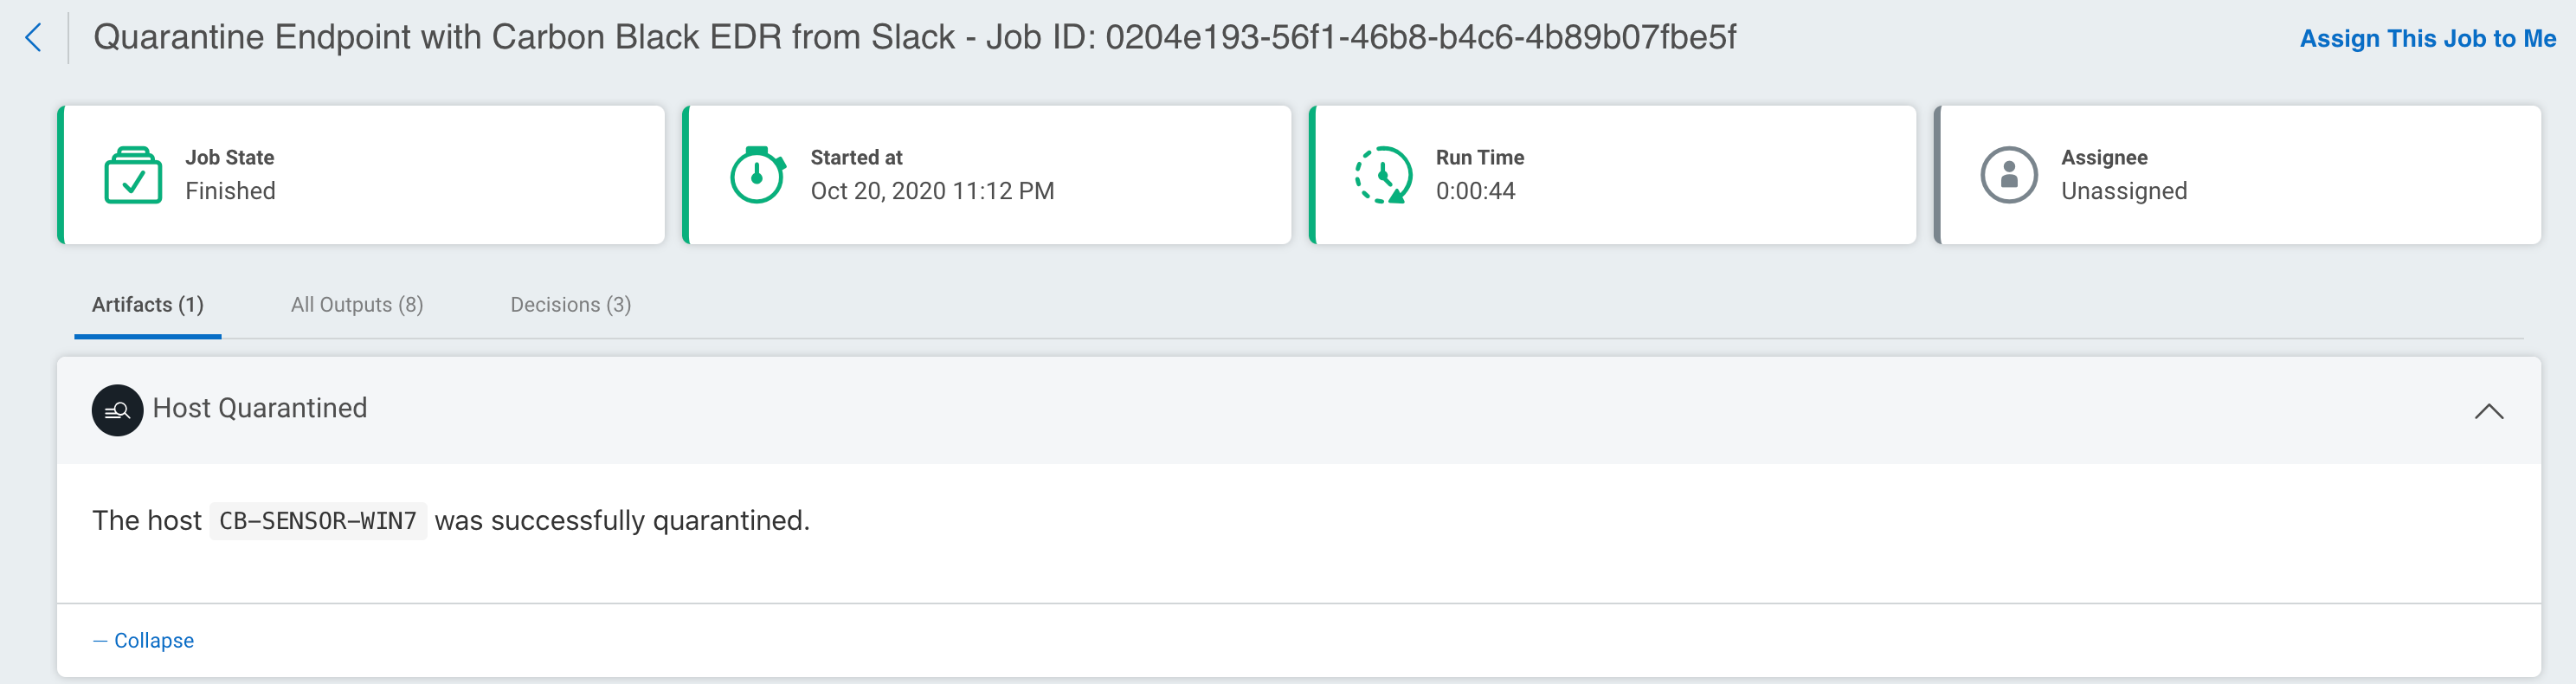 Quarantine Endpoint with Carbon Black EDR from Slack - Job ID: 0204e193-56f1-46b8-b4c6-4b89b07fbe5f
Assign This Job to Me
Job State
Finished
Started at
Oct 20, 2020 11:12 PM
Run Time
0:00:44
Assignee
Unassigned
Artifacts (1)
All Outputs (8)
Decisions (3)
Host Quarantined
The host CB-SENSOR-WIN7 was successfully quarantined.
— Collapse